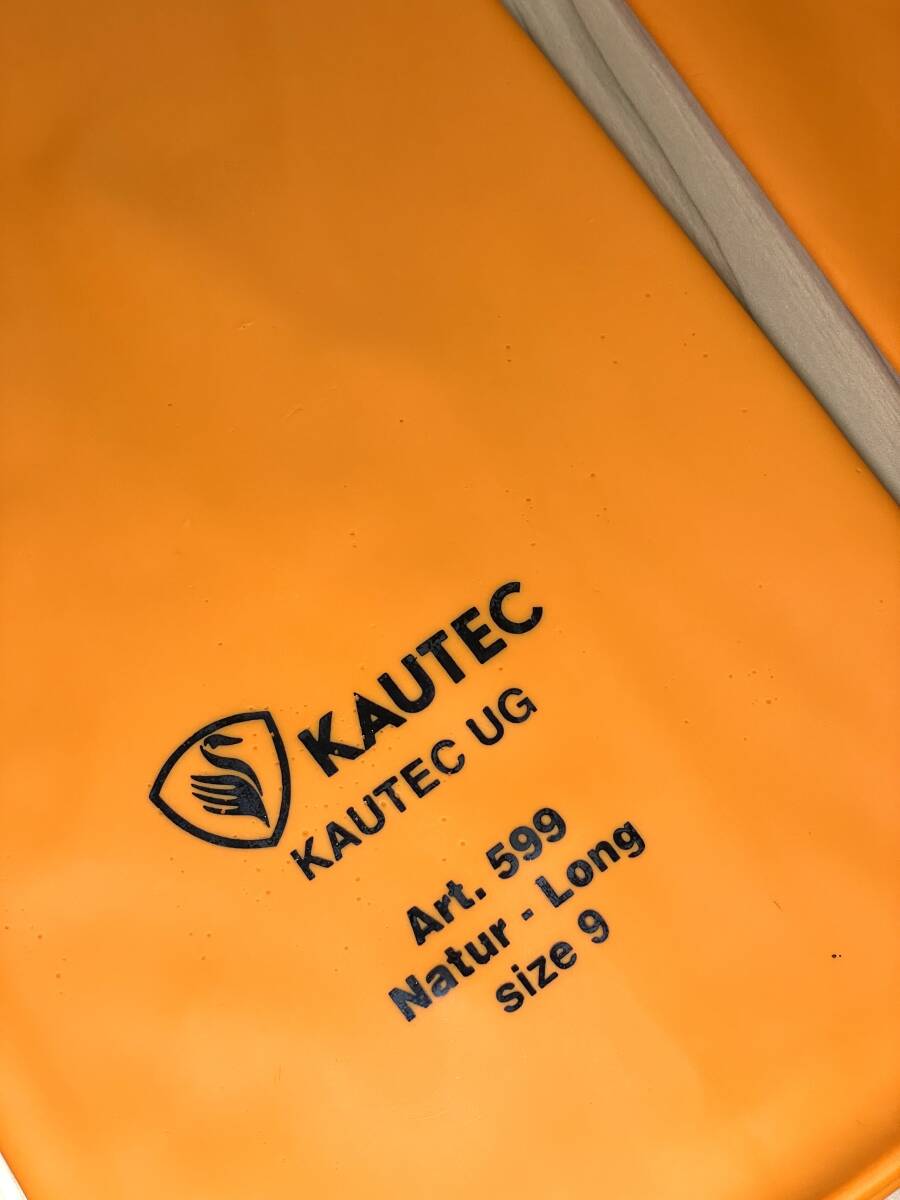 KAUTEC
KAUTEC UG
Art. 599
Natur - Long
size 9